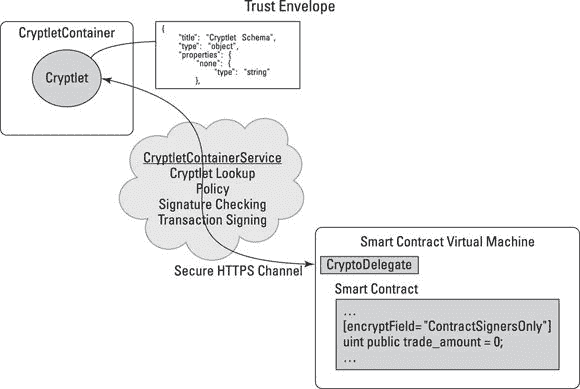 Trust Envelope
CryptletContainer
Cryptlet
{
"title": "Cryptlet Schema",
"type": "object",
"properties": {
"none": {
"type": "string"
},
CryptletContainerService
Cryptlet Lookup
Policy
Signature Checking
Transaction Signing
Secure HTTPS Channel
Smart Contract Virtual Machine
CryptoDelegate
Smart Contract
...
[encryptField="ContractSignersOnly"]
uint public trade_amount = 0;
...